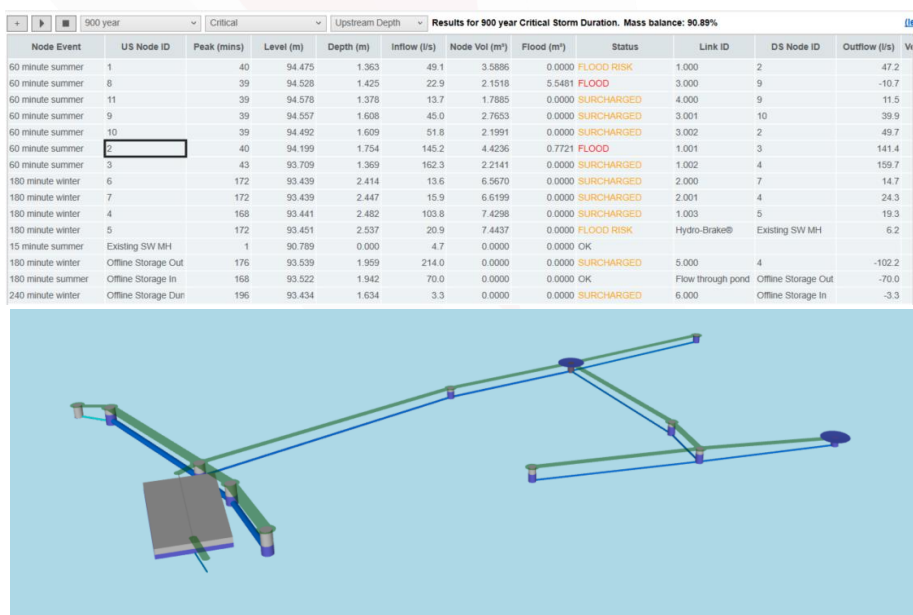 900 year Critical Upstream Depth Results for 900 year Critical Storm Duration. Mass balance: 90.89%
Node Event US Node ID Peak (mins) Level (m) Depth (m) Inflow (l/s) Node Vol (m³) Flood (m³) Status Link ID DS Node ID Outflow (l/s)
60 minute summer 1 40 94.475 1.363 49.1 3.5886 0.0000 FLOOD RISK 1.000 2 47.2
60 minute summer 8 39 94.528 1.425 22.9 2.1518 5.5481 FLOOD 3.000 9 -10.7
60 minute summer 11 39 94.578 1.378 13.7 1.7885 0.0000 SURCHARGED 4.000 9 11.5
60 minute summer 9 39 94.557 1.608 45.0 2.7653 0.0000 SURCHARGED 3.001 10 39.9
60 minute summer 10 39 94.492 1.609 51.8 2.1991 0.0000 SURCHARGED 3.002 2 49.7
60 minute summer 2 40 94.199 1.754 145.2 4.4236 0.7721 FLOOD 1.001 3 141.4
60 minute summer 3 43 93.709 1.369 162.3 2.2141 0.0000 SURCHARGED 1.002 4 159.7
180 minute winter 6 172 93.439 2.414 13.6 6.5670 0.0000 SURCHARGED 2.000 7 14.7
180 minute winter 7 172 93.439 2.447 15.9 6.6199 0.0000 SURCHARGED 2.001 4 24.3
180 minute winter 4 168 93.441 2.482 103.8 7.4298 0.0000 SURCHARGED 1.003 5 19.3
180 minute winter 5 172 93.451 2.537 20.9 7.4437 0.0000 FLOOD RISK Hydro-Brake® Existing SW MH 6.2
15 minute summer Existing SW MH 1 90.789 0.000 4.7 0.0000 0.0000 OK
180 minute winter Offline Storage Out 176 93.539 1.959 214.0 0.0000 0.0000 SURCHARGED 5.000 4 -102.2
180 minute summer Offline Storage In 168 93.522 1.942 70.0 0.0000 0.0000 OK Flow through pond Offline Storage Out -70.0
240 minute winter Offline Storage Dun 196 93.434 1.634 3.3 0.0000 0.0000 SURCHARGED 6.000 Offline Storage In -3.3